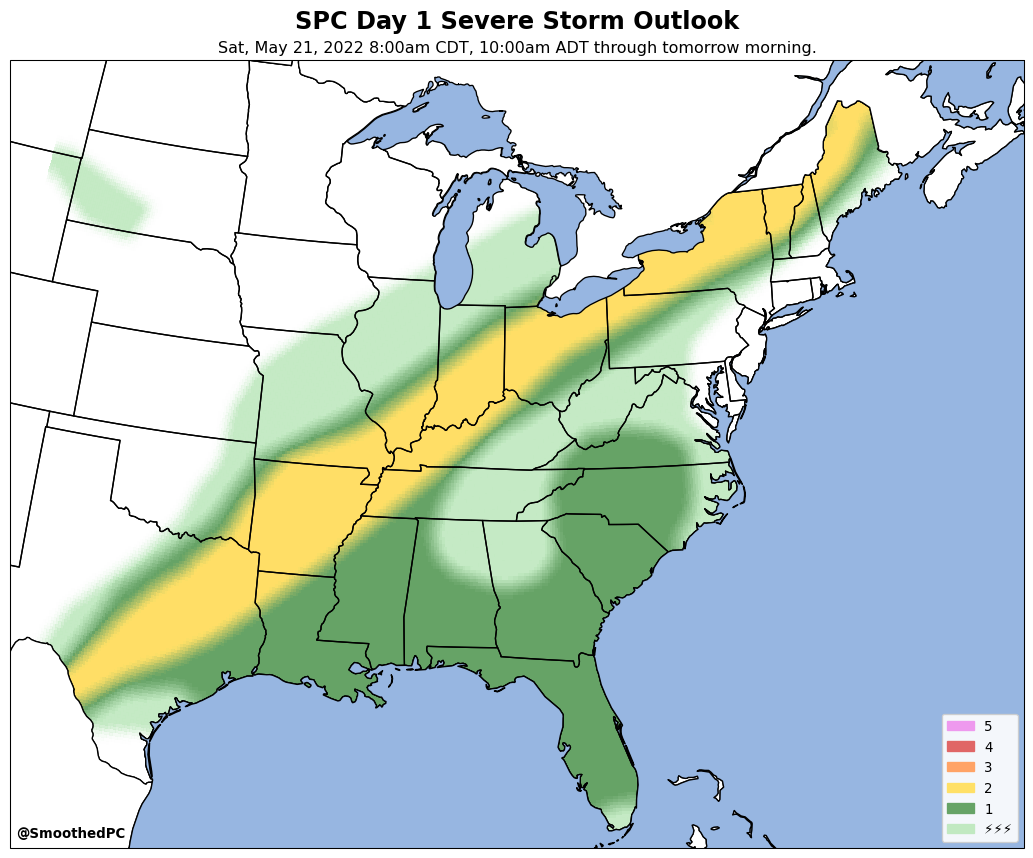 SPC Day 1 Severe Storm Outlook
Sat, May 21, 2022 8:00am CDT, 10:00am ADT through tomorrow morning.
5
4
3
2
1
⚡⚡⚡
@SmoothedPC